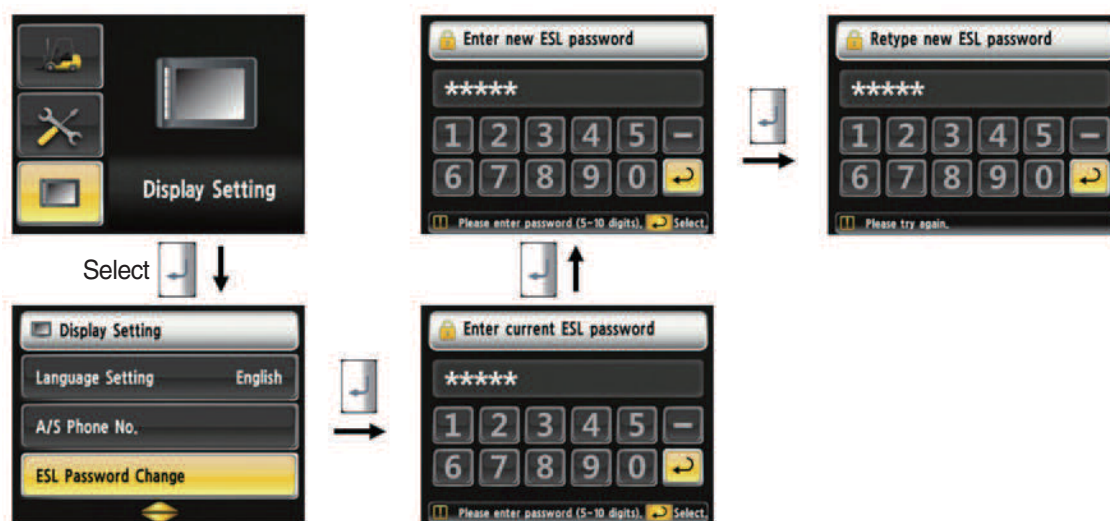 Display Setting
Select
Display Setting
Language Setting English
A/S Phone No.
ESL Password Change
Enter current ESL password
*****
1 2 3 4 5 -
6 7 8 9 0
Please enter password (5~10 digits), Select.
Enter new ESL password
*****
1 2 3 4 5 -
6 7 8 9 0
Please enter password (5~10 digits), Select.
Retype new ESL password
*****
1 2 3 4 5 -
6 7 8 9 0
Please try again.